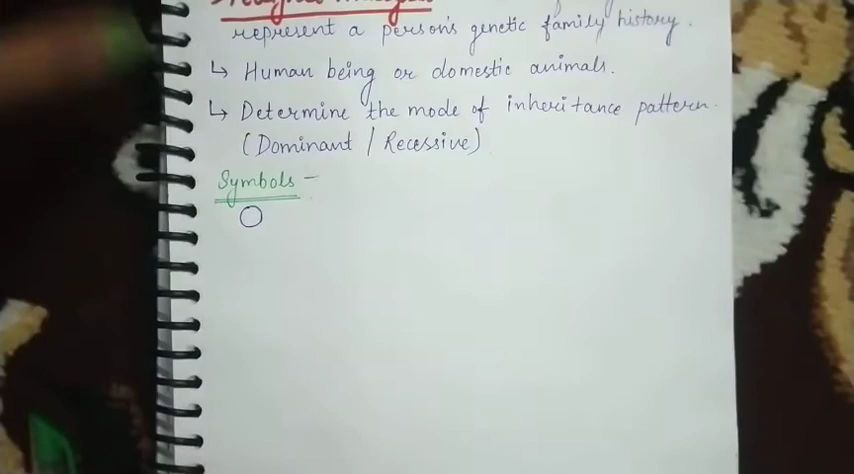 represent a person's genetic family history.
↳ Human being or domestic animals.
↳ Determine the mode of inheritance pattern.
(Dominant / Recessive)
Symbols -